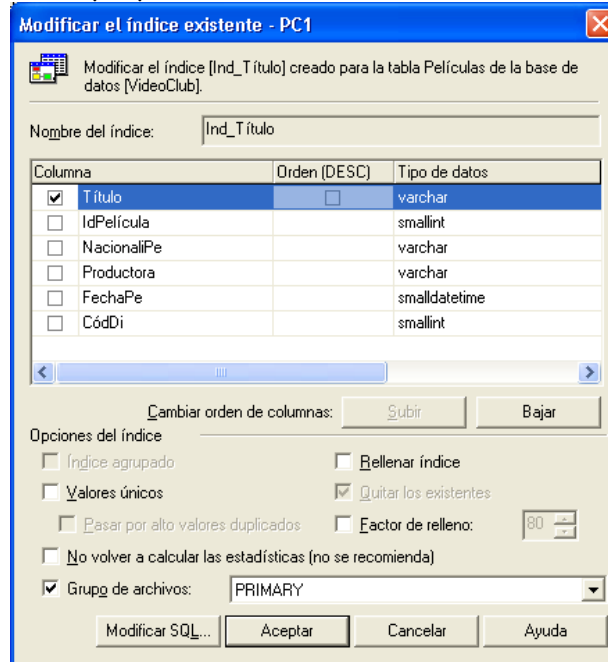 Modificar el índice existente - PC1
Modificar el índice [Ind_Título] creado para la tabla Películas de la base de
datos [VideoClub].
Nombre del índice: Ind_Título
Columna Orden (DESC) Tipo de datos
Título varchar
IdPelícula smallint
NacionaliPe varchar
Productora varchar
FechaPe smalldatetime
CódDi smallint
Cambiar orden de columnas: Subir Bajar
Opciones del índice
Índice agrupado Rellenar índice
Valores únicos Quitar los existentes
Pasar por alto valores duplicados Factor de relleno: 80
No volver a calcular las estadísticas (no se recomienda)
Grupo de archivos: PRIMARY
Modificar SQL... Aceptar Cancelar Ayuda